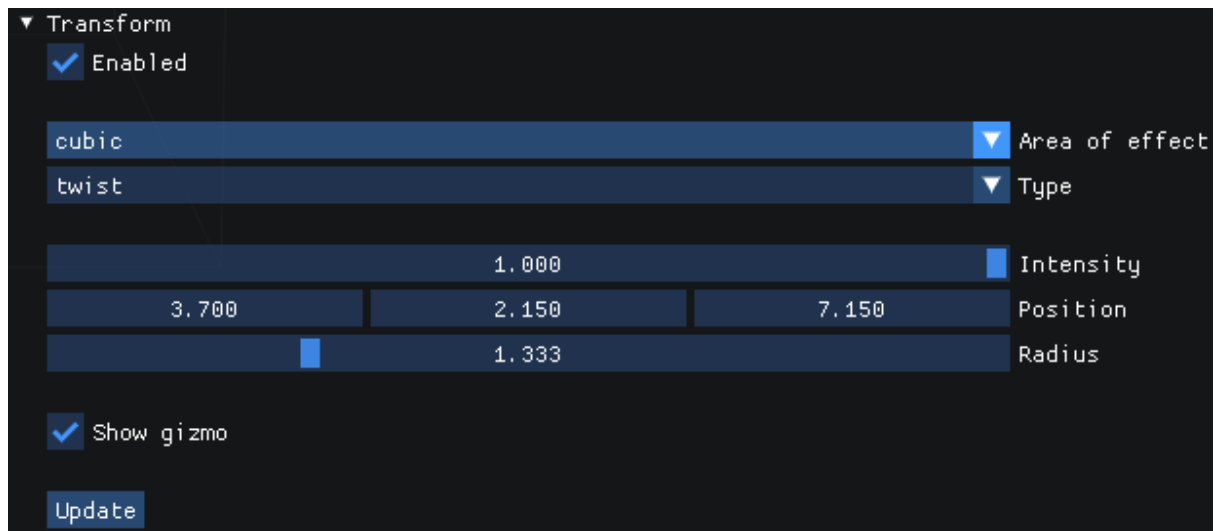 Transform
Enabled
cubic Area of effect
twist Type
1.000 Intensity
3.700 2.150 7.150 Position
1.333 Radius
Show gizmo
Update